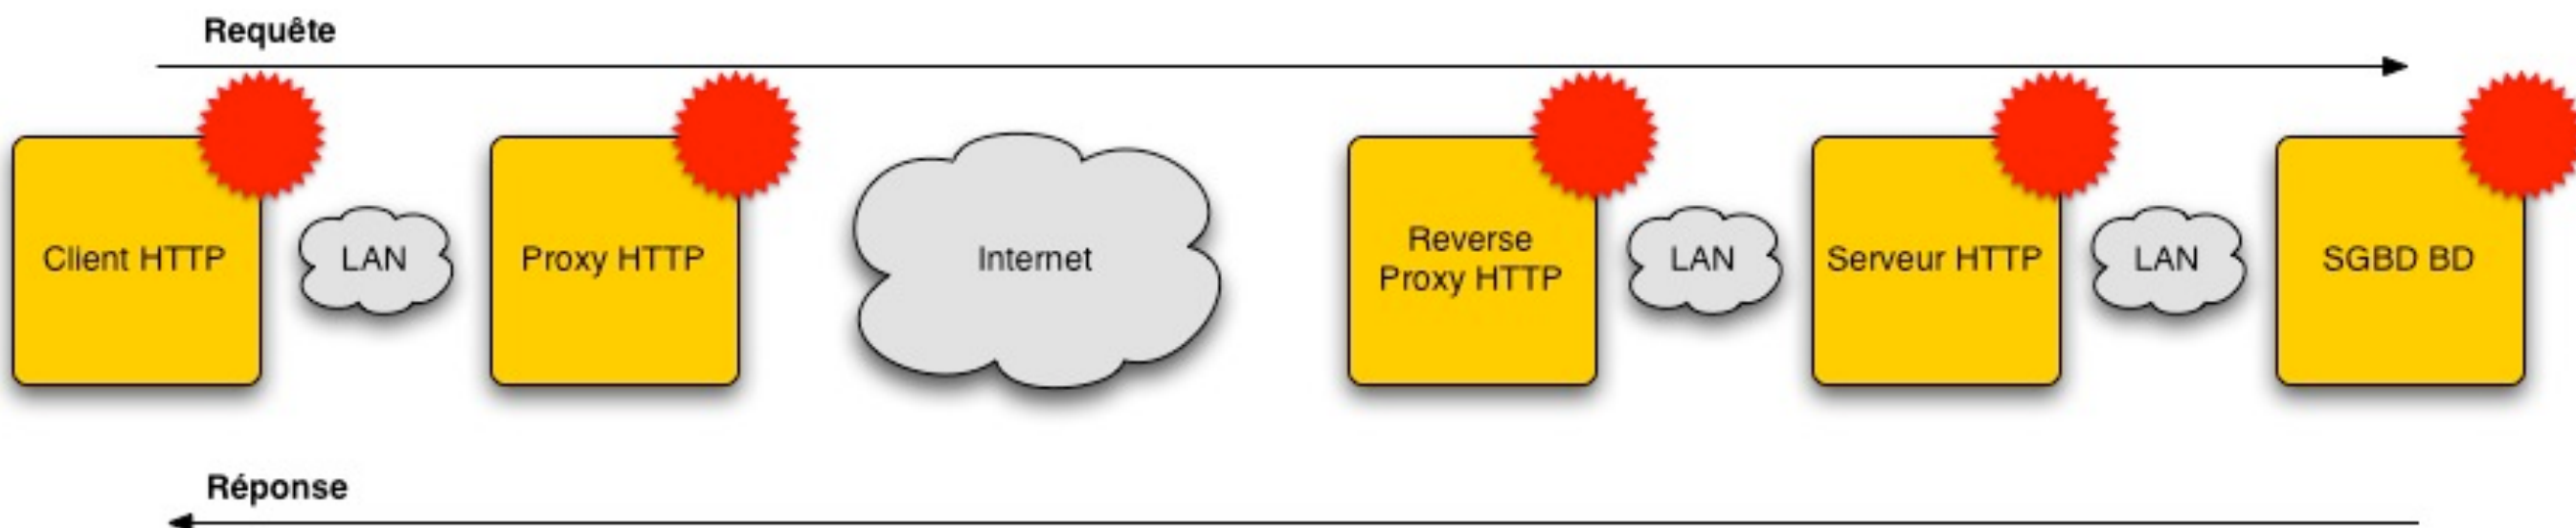 Requête
Client HTTP
LAN
Proxy HTTP
Internet
Reverse
Proxy HTTP
LAN
Serveur HTTP
LAN
SGBD BD
Réponse